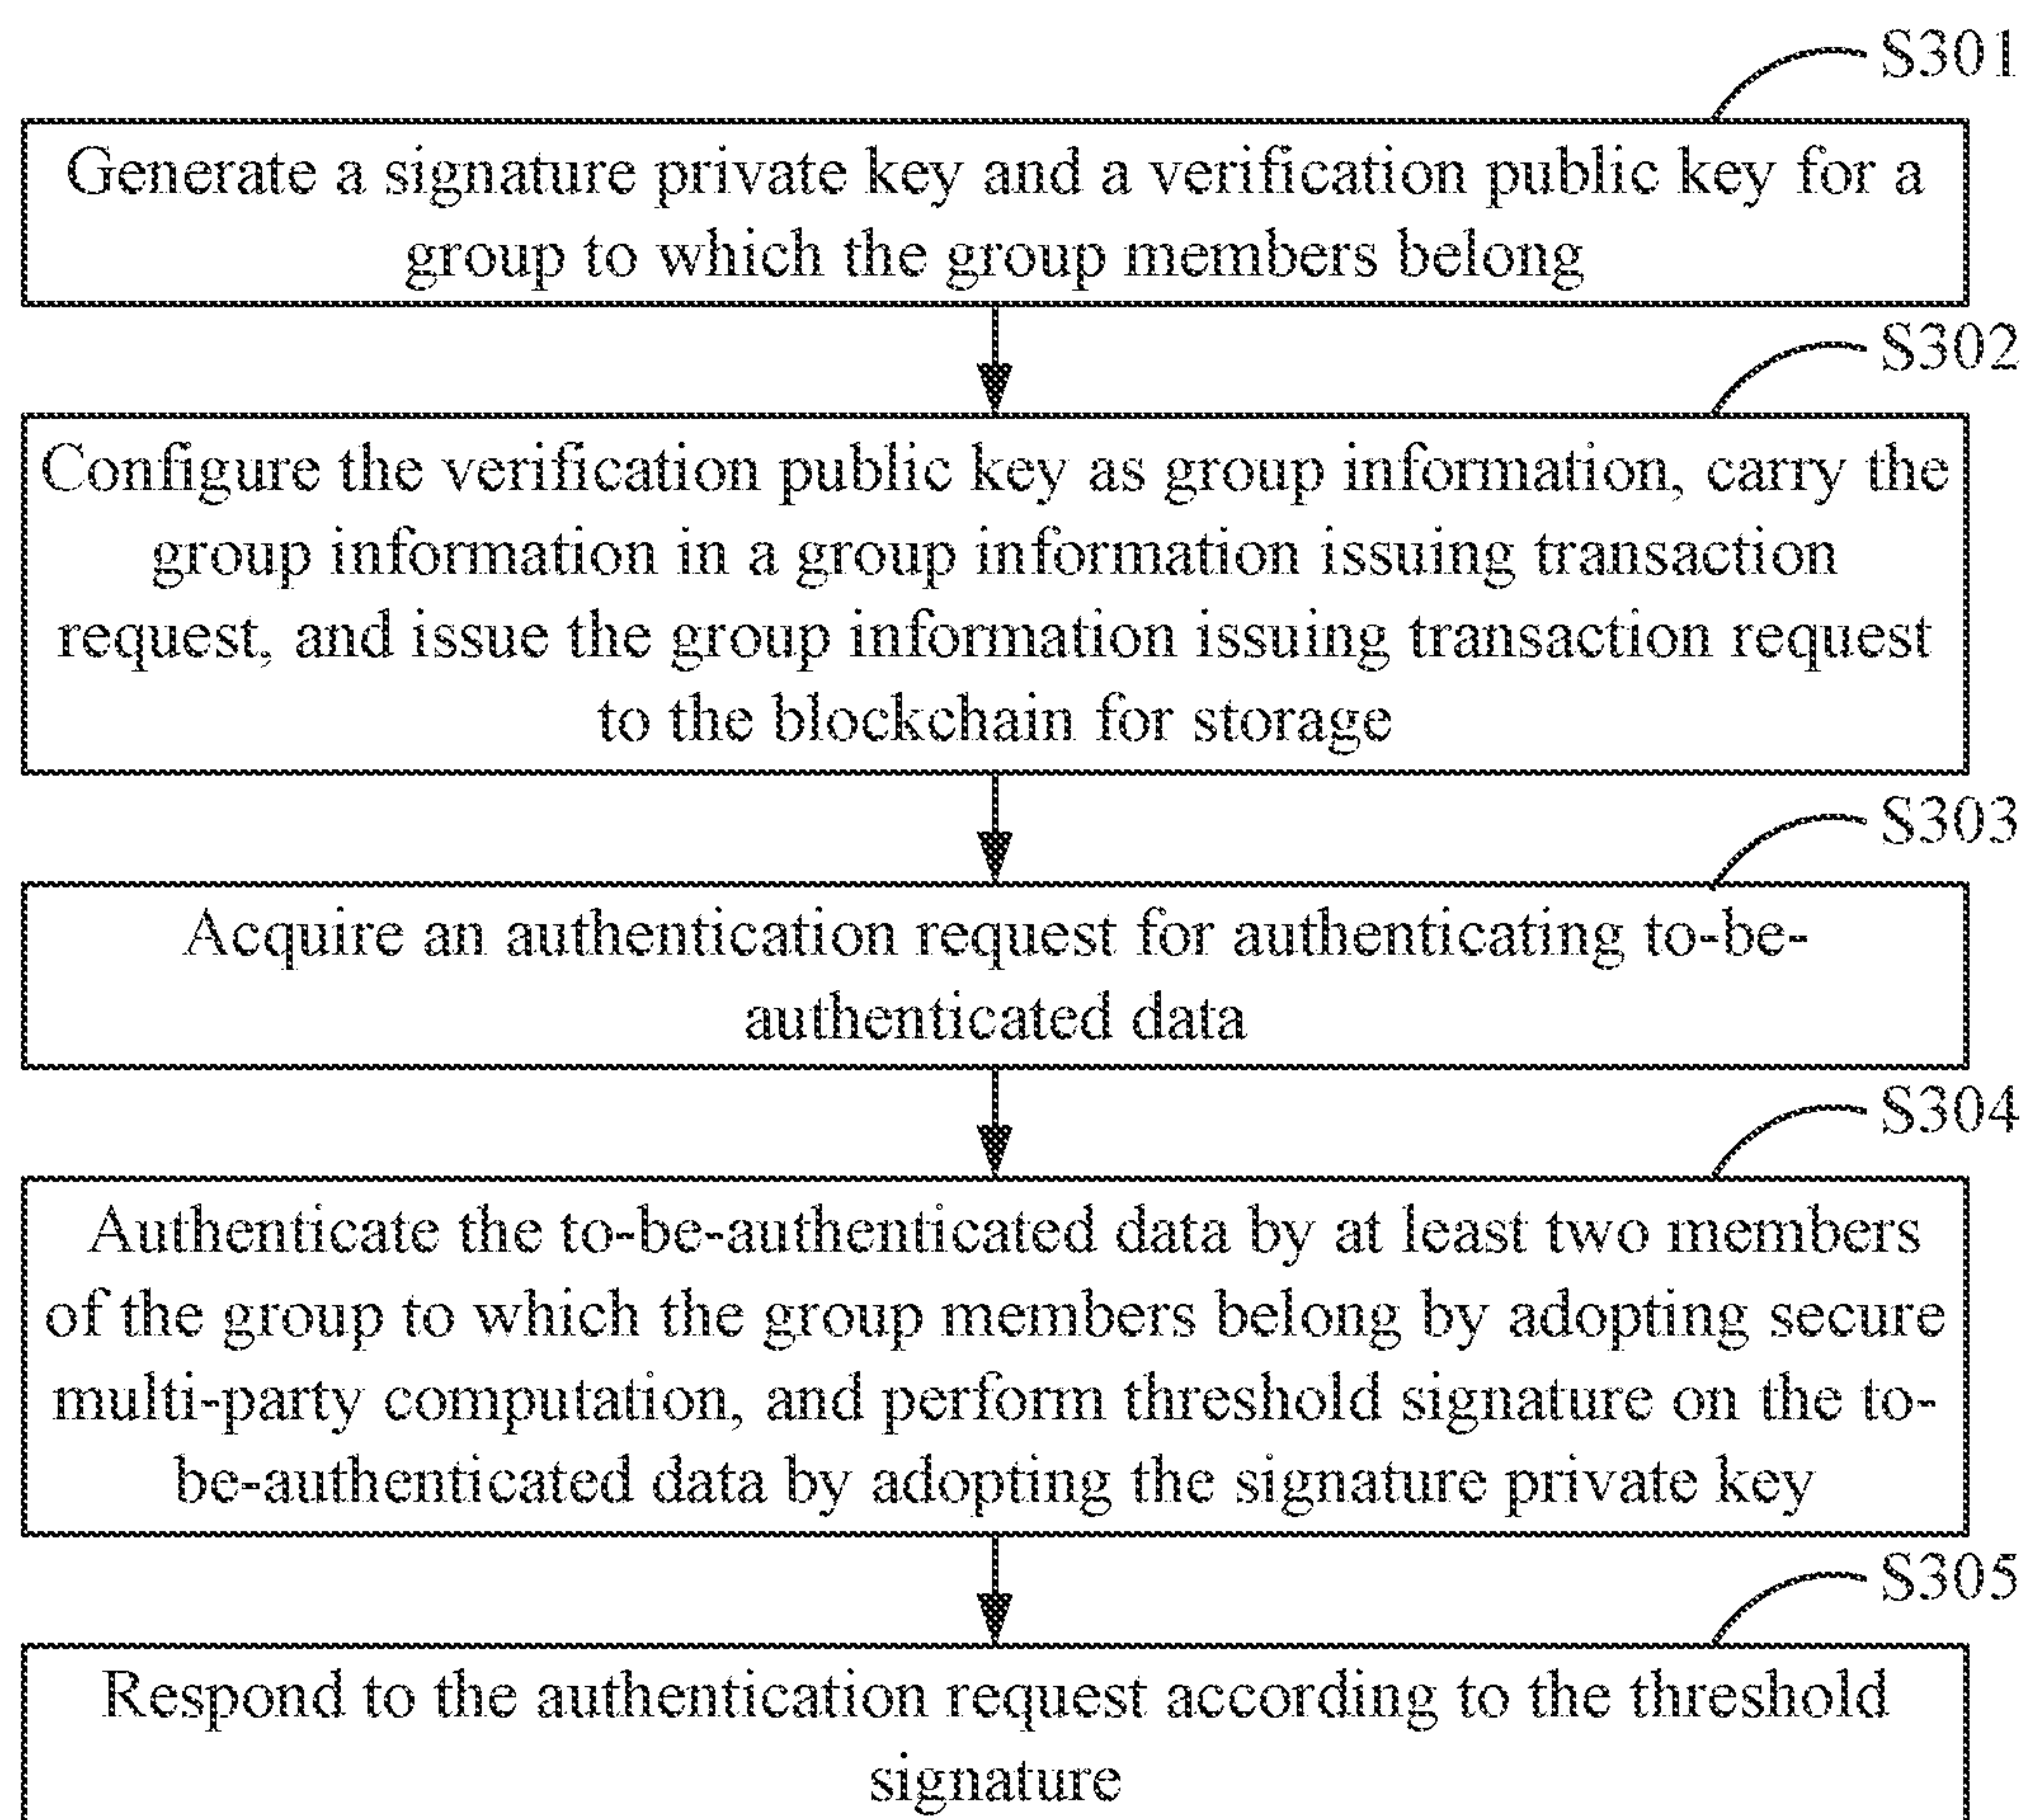 S301
Generate a signature private key and a verification public key for a
group to which the group members belong
S302
Configure the verification public key as group information, carry the
group information in a group information issuing transaction
request, and issue the group information issuing transaction request
to the blockchain for storage
S303
Acquire an authentication request for authenticating to-be-
authenticated data
S304
Authenticate the to-be-authenticated data by at least two members
of the group to which the group members belong by adopting secure
multi-party computation, and perform threshold signature on the to-
be-authenticated data by adopting the signature private key
S305
Respond to the authentication request according to the threshold
signature